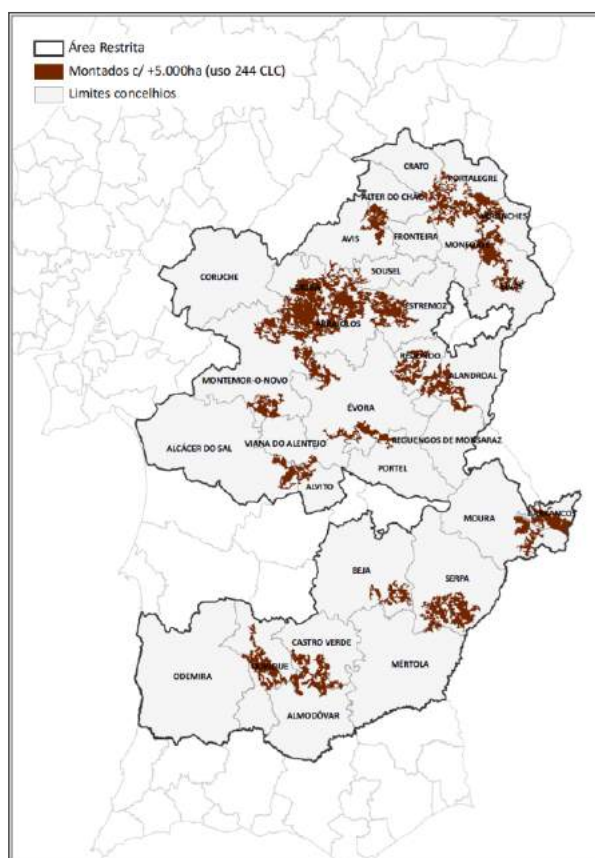 Área Restrita
Montados c/ +5.000ha (uso 244 CLC)
Limites concelhios
CRATO
PORTALEGRE
ALTER DO CHÃO
AVIS
FRONTEIRA
CORUCHE
SOUSEL
ESTREMOZ
REDONDO
ALANDROAL
MONTEMOR-O-NOVO
ÉVORA
ALCÁCER DO SAL
VIANA DO ALENTEJO
REGUENGOS DE MONSARAZ
PORTEL
ALVITO
MOURA
BEJA
SERPA
CASTRO VERDE
ODEMIRA
MÉRTOLA
ALMODÔVAR